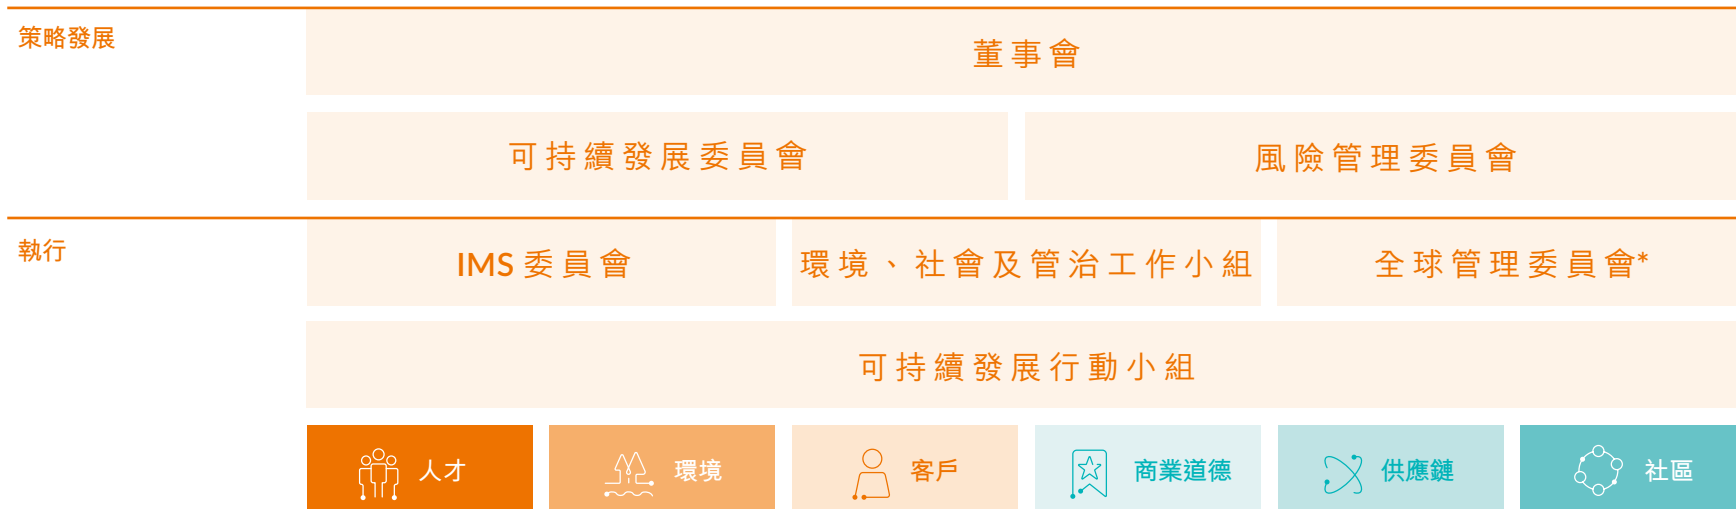 策略發展
董事會
可持續發展委員會
風險管理委員會
執行
IMS 委員會
環境、社會及管治工作小組
全球管理委員會*
可持續發展行動小組
人才
環境
客戶
商業道德
供應鏈
社區